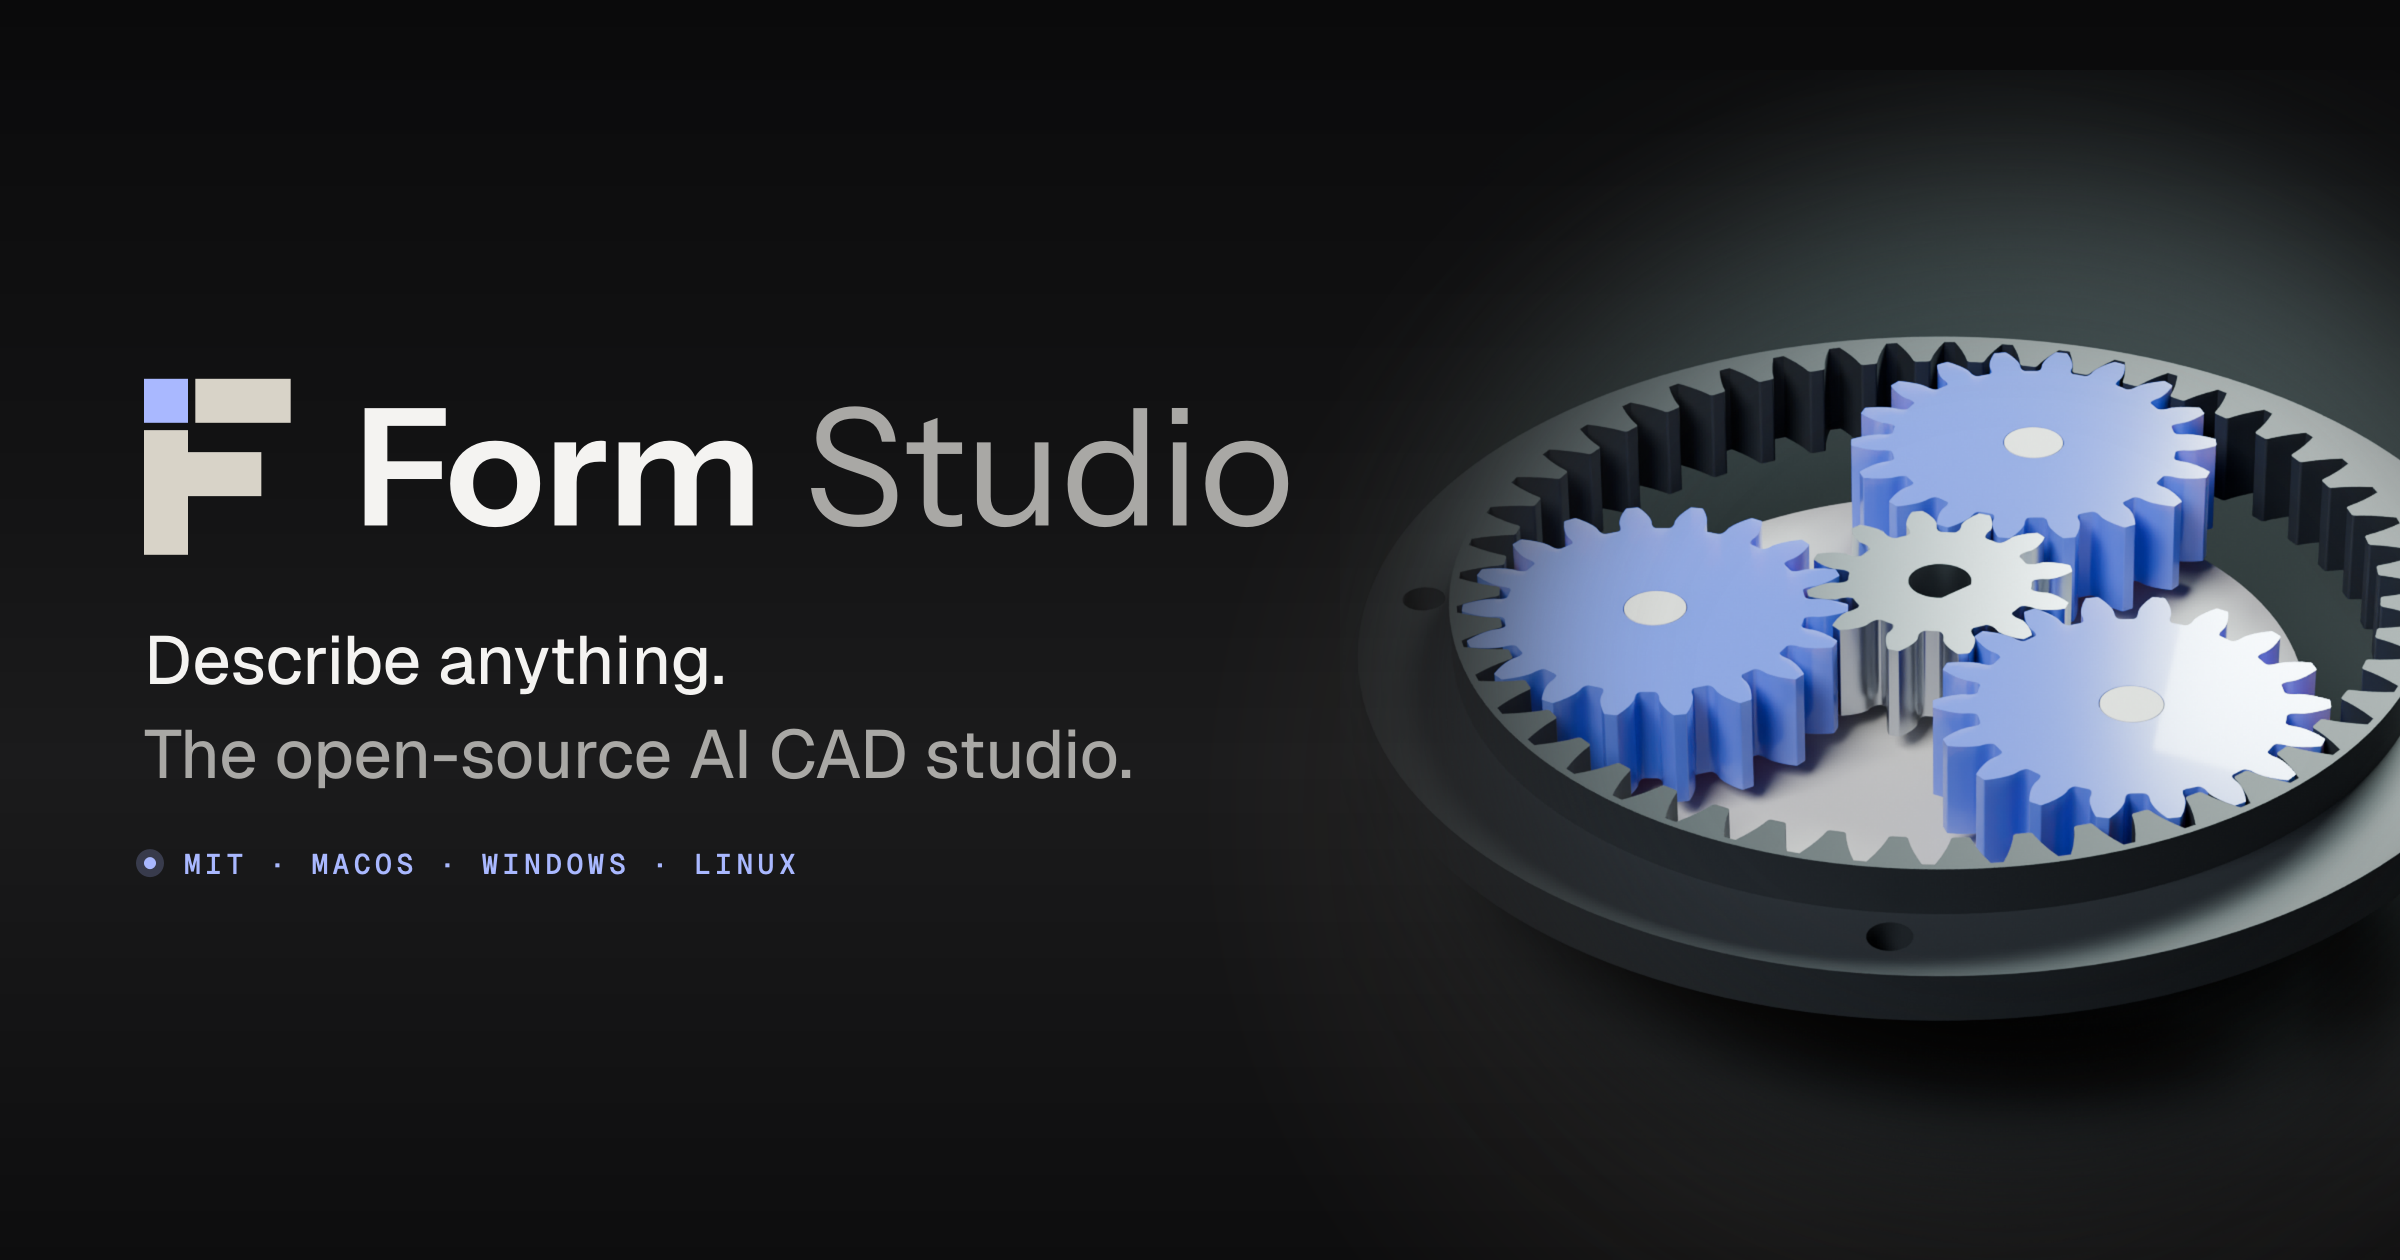 Form Studio
Describe anything.
The open-source AI CAD studio.
MIT · MACOS · WINDOWS · LINUX